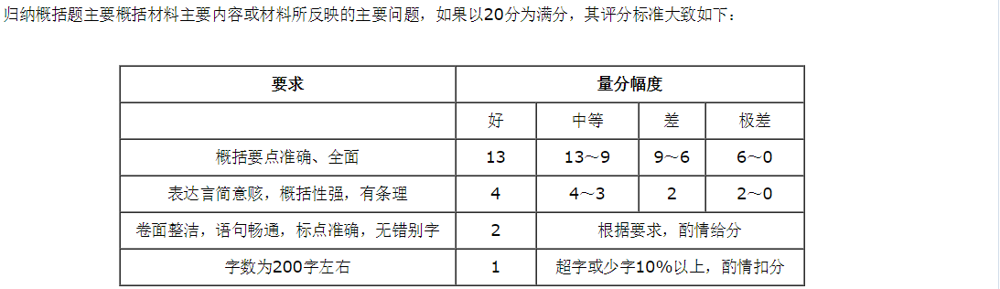 归纳概括题主要概括材料主要内容或材料所反映的主要问题，如果以20分为满分，其评分标准大致如下：
要求 量分幅度
好 中等 差 极差
概括要点准确、全面 13 13～9 9～6 6～0
表达言简意赅，概括性强，有条理 4 4～3 2 2～0
卷面整洁，语句畅通，标点准确，无错别字 2 根据要求，酌情给分
字数为200字左右 1 超字或少字10%以上，酌情扣分